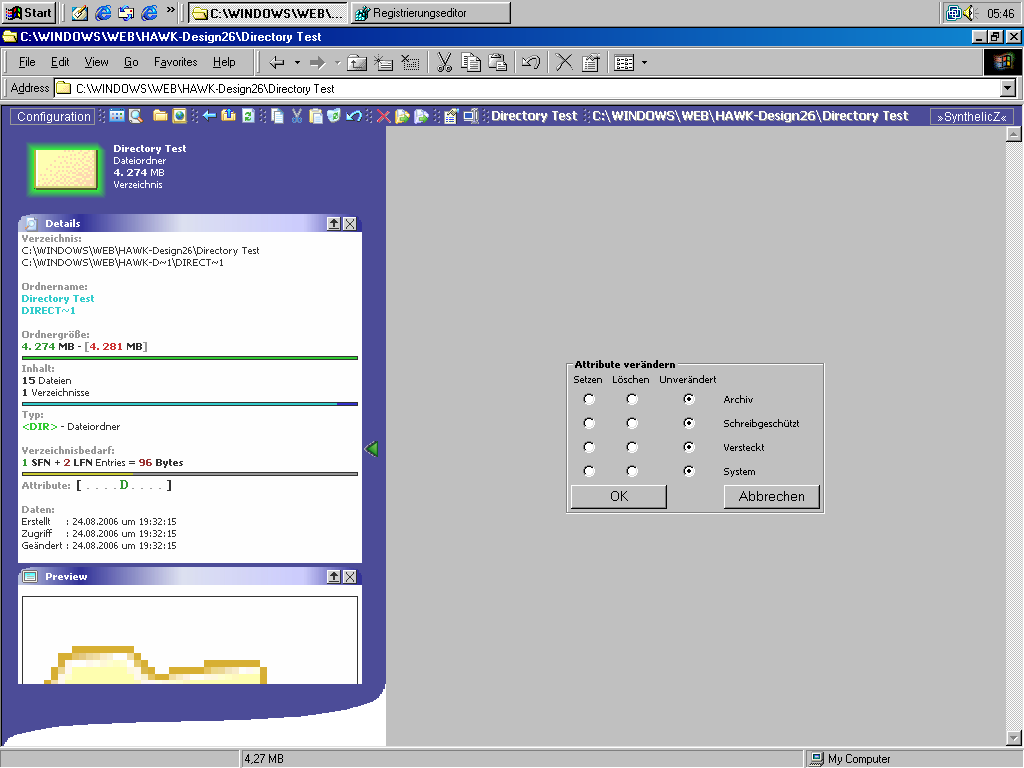 Start
C:\WINDOWS\WEB\...
Registrierungseditor
05:46
C:\WINDOWS\WEB\HAWK-Design26\Directory Test
File Edit View Go Favorites Help
Address C:\WINDOWS\WEB\HAWK-Design26\Directory Test
Configuration Directory Test C:\WINDOWS\WEB\HAWK-Design26\Directory Test »SynthelicZ«
Directory Test
Dateiordner
4. 274 MB
Verzeichnis
Details
Verzeichnis:
C:\WINDOWS\WEB\HAWK-Design26\Directory Test
C:\WINDOWS\WEB\HAWK-D~1\DIRECT~1
Ordnername:
Directory Test
DIRECT~1
Ordnergröße:
4. 274 MB - [4. 281 MB]
Inhalt:
15 Dateien
1 Verzeichnisse
Typ:
<DIR> - Dateiordner
Verzeichnisbedarf:
1 SFN + 2 LFN Entries = 96 Bytes
Attribute: [ . . . . D . . . . ]
Daten:
Erstellt : 24.08.2006 um 19:32:15
Zugriff : 24.08.2006 um 19:32:15
Geändert : 24.08.2006 um 19:32:15
Preview
Attribute verändern
Setzen Löschen Unverändert
Archiv
Schreibgeschützt
Versteckt
System
OK Abbrechen
4,27 MB
My Computer